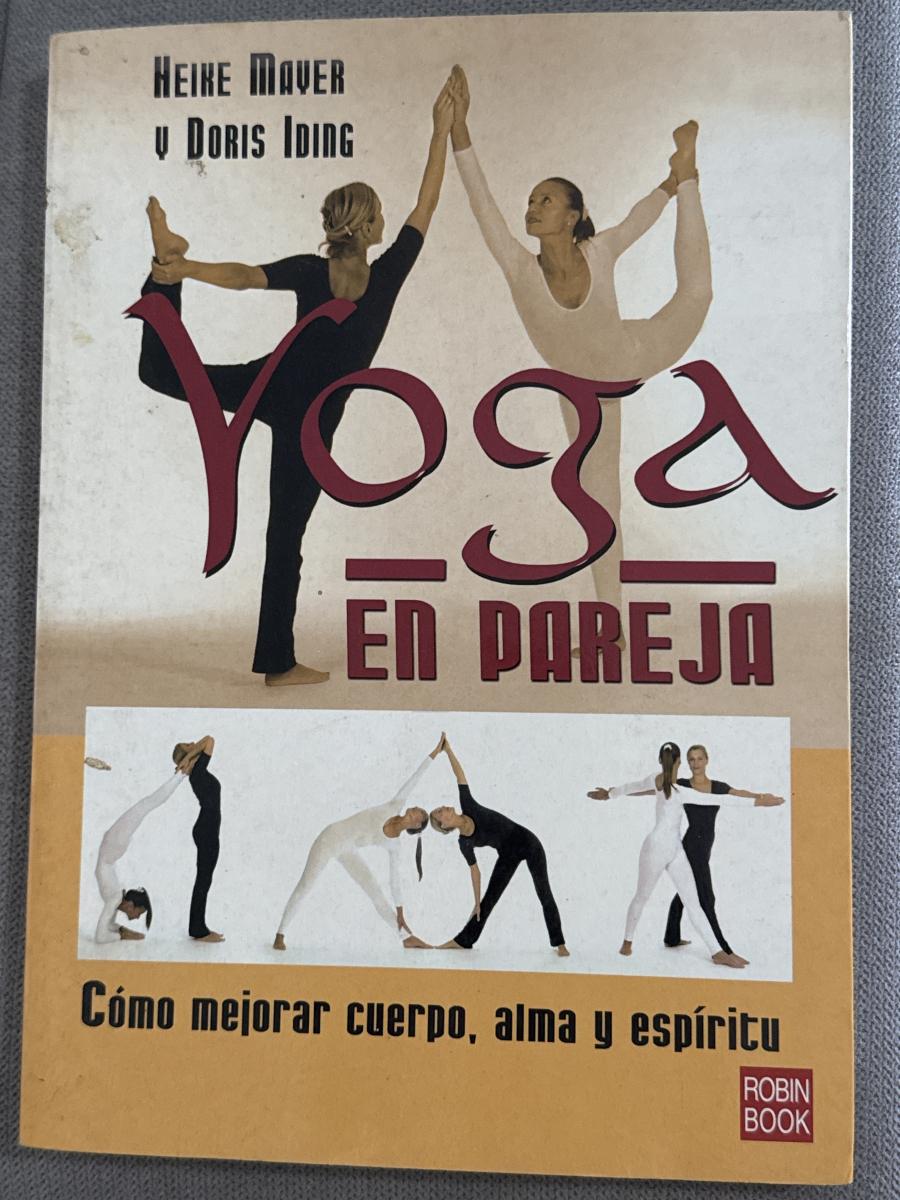 HEIKE MAYER
Y DORIS IDING
Yoga
EN PAREJA
Cómo mejorar cuerpo, alma y espíritu
ROBIN
BOOK